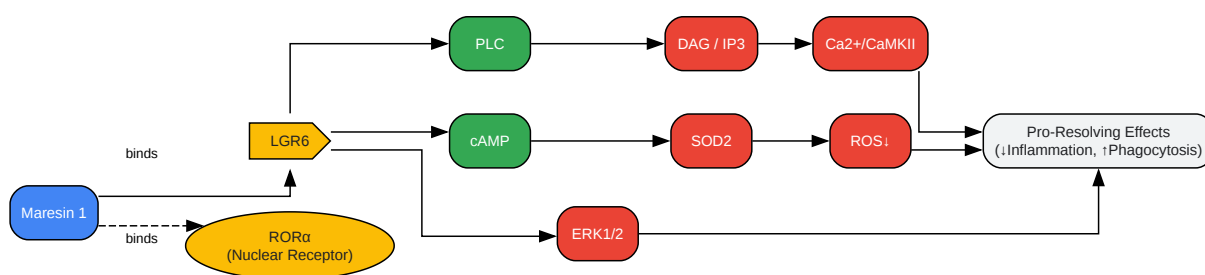 PLC
DAG / IP3
Ca2+/CaMKII
LGR6
cAMP
SOD2
ROS↓
Pro-Resolving Effects
(↓Inflammation, ↑Phagocytosis)
binds
Maresin 1
binds
RORα
(Nuclear Receptor)
ERK1/2